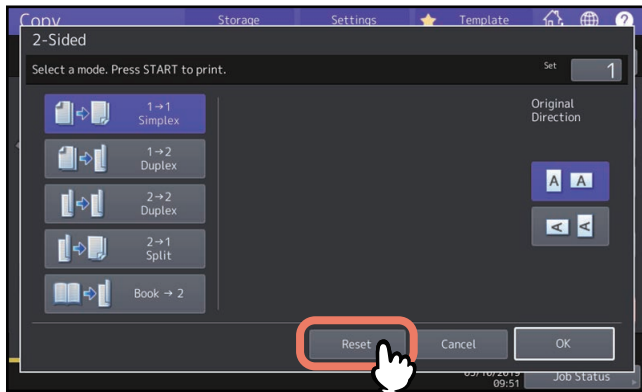 Copy
Storage
Settings
Template
?
2-Sided
Select a mode. Press START to print.
Set
1
1→1
Simplex
1→2
Duplex
2→2
Duplex
2→1
Split
Book → 2
Original
Direction
A A
A A
Reset
Cancel
OK
09:51
Job Status